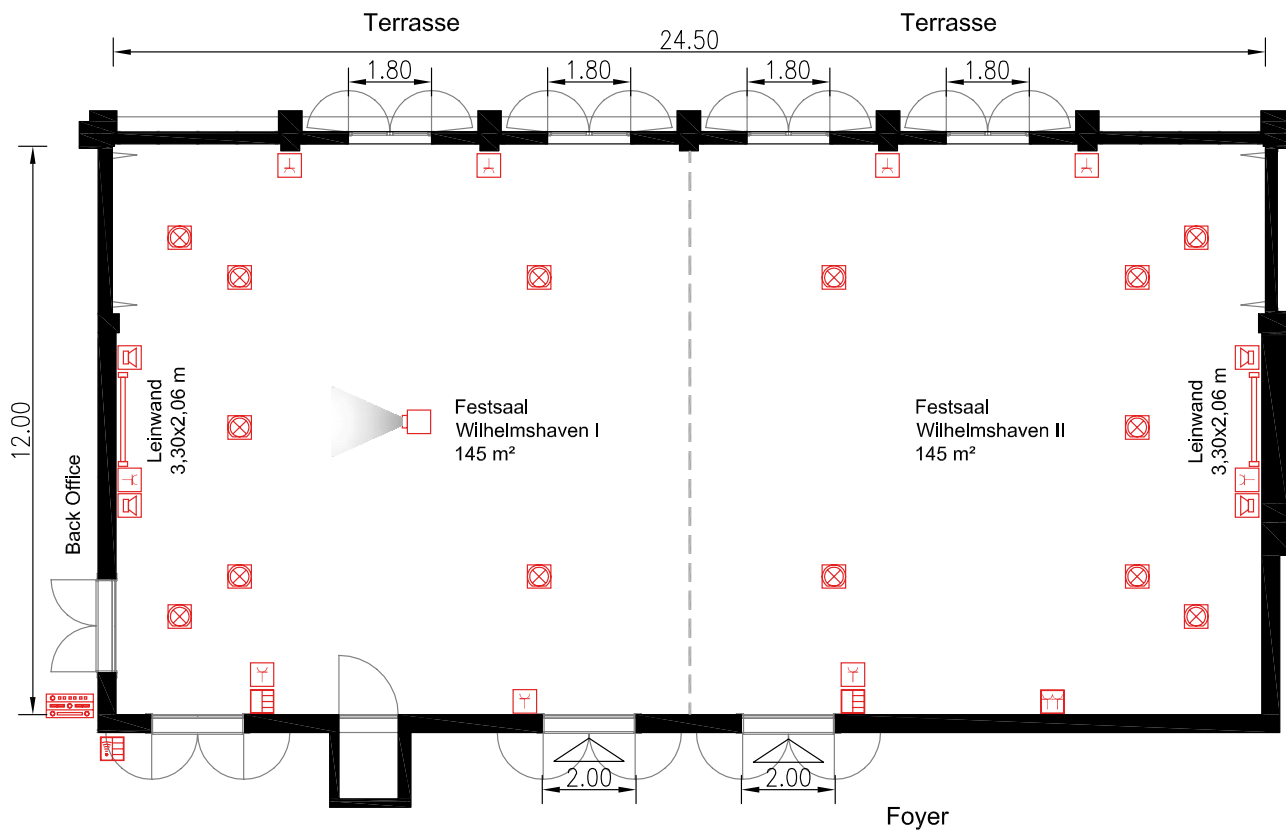 Terrasse
Terrasse
24.50
1.80
1.80
1.80
1.80
12.00
Leinwand
3,30x2,06 m
Festsaal
Wilhelmshaven I
145 m²
Festsaal
Wilhelmshaven II
145 m²
Leinwand
3,30x2,06 m
Back Office
2.00
2.00
Foyer